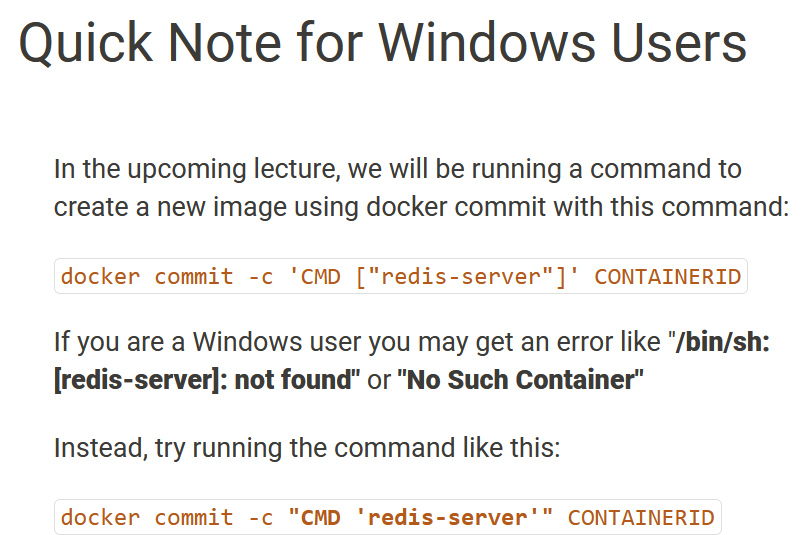 Quick Note for Windows Users
In the upcoming lecture, we will be running a command to
create a new image using docker commit with this command:
docker commit -c 'CMD ["redis-server"]' CONTAINERID
If you are a Windows user you may get an error like "/bin/sh:
[redis-server]: not found" or "No Such Container"
Instead, try running the command like this:
docker commit -c "CMD 'redis-server'" CONTAINERID